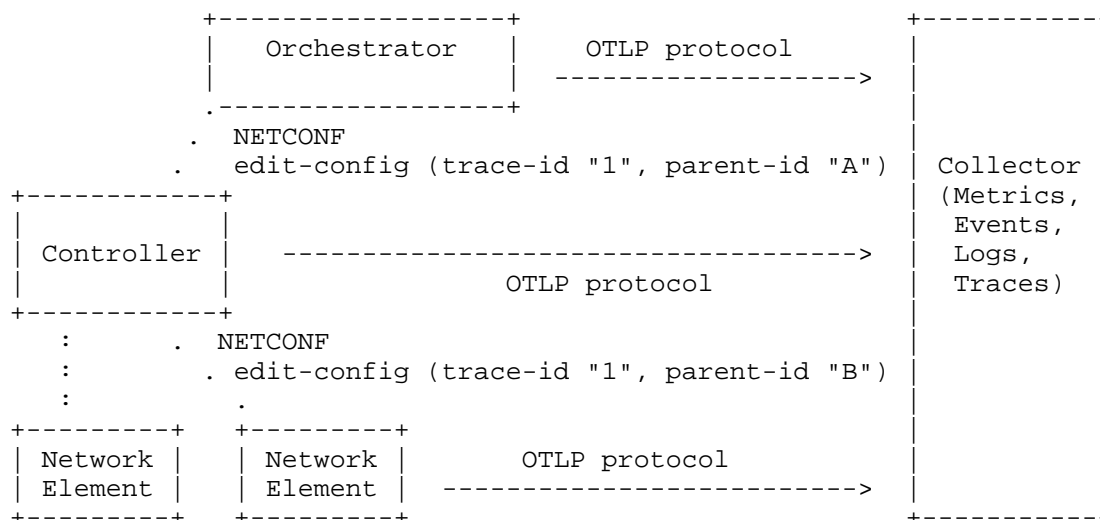 Orchestrator OTLP protocol
NETCONF
edit-config (trace-id "1", parent-id "A") Collector
(Metrics,
Events,
Controller Logs,
OTLP protocol Traces)
NETCONF
edit-config (trace-id "1", parent-id "B")
Network Network OTLP protocol
Element Element